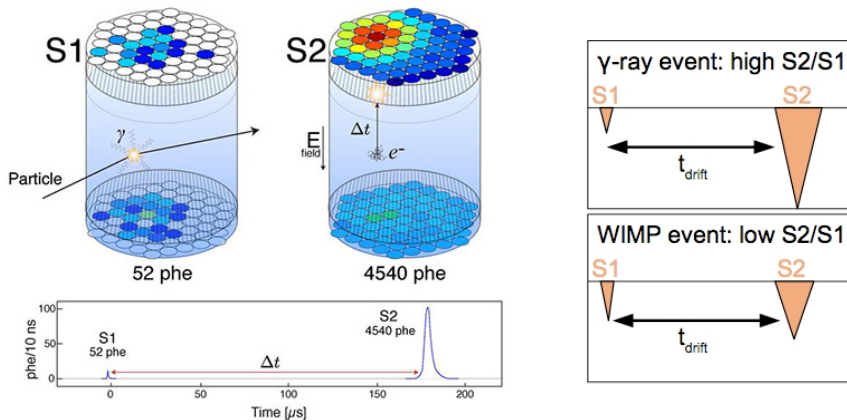 S1
γ
Particle
52 phe
S2
Δt
E
field
e-
4540 phe
phe/10 ns
100
50
0
S1
52 phe
Δt
S2
4540 phe
0
50
100
150
200
Time [μs]
γ-ray event: high S2/S1
S1
S2
tdrift
WIMP event: low S2/S1
S1
S2
tdrift